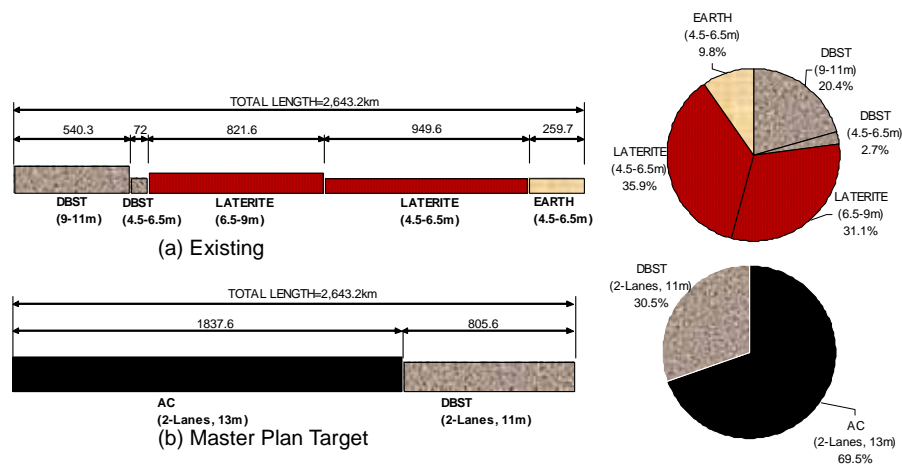 TOTAL LENGTH=2,643.2km
540.3
72
821.6
949.6
259.7
DBST
(9-11m)
DBST
(4.5-6.5m)
LATERITE
(6.5-9m)
LATERITE
(4.5-6.5m)
EARTH
(4.5-6.5m)
(a) Existing
EARTH
(4.5-6.5m)
9.8%
DBST
(9-11m)
20.4%
DBST
(4.5-6.5m)
2.7%
LATERITE
(6.5-9m)
31.1%
LATERITE
(4.5-6.5m)
35.9%
TOTAL LENGTH=2,643.2km
1837.6
805.6
AC
(2-Lanes, 13m)
DBST
(2-Lanes, 11m)
(b) Master Plan Target
DBST
(2-Lanes, 11m)
30.5%
AC
(2-Lanes, 13m)
69.5%